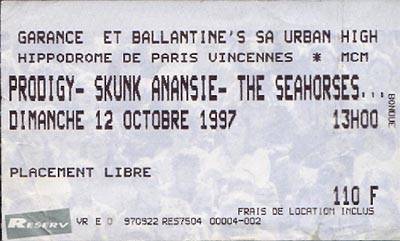 GARANCE ET BALLANTINE'S SA URBAN HIGH
HIPPODROME DE PARIS VINCENNES * MCM
PRODIGY- SKUNK ANANSIE- THE SEAHORSES...
DIMANCHE 12 OCTOBRE 1997 13H00
PLACEMENT LIBRE
110 F
FRAIS DE LOCATION INCLUS
RESERV VR E 0 970922 RES7504 00004-002